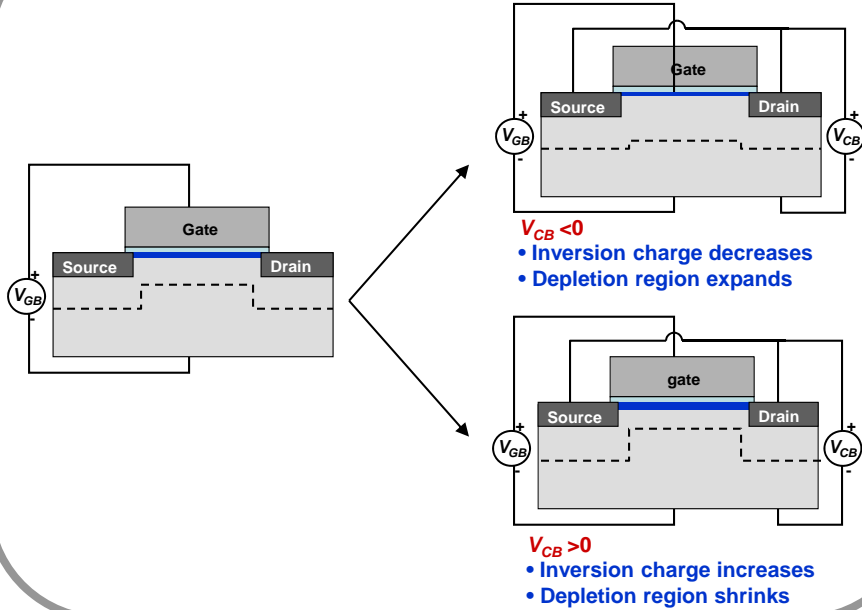 Gate
Source
Drain
+
V_GB
-
Gate
Source
Drain
+
V_GB
-
+
V_CB
-
V_CB <0
• Inversion charge decreases
• Depletion region expands
gate
Source
Drain
+
V_GB
-
+
V_CB
-
V_CB >0
• Inversion charge increases
• Depletion region shrinks